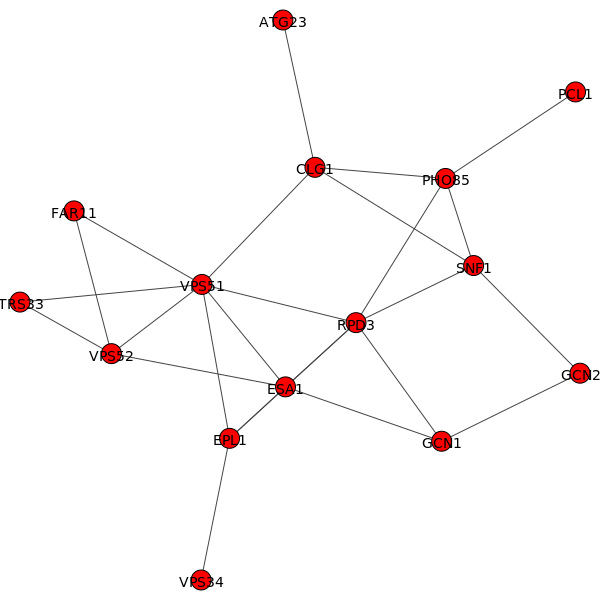 ATG23
PCL1
CLG1
PHO85
FAR11
SNF1
VPS51
TRS33
RPD3
VPS52
GCN2
ESA1
EPL1
GCN1
VPS34